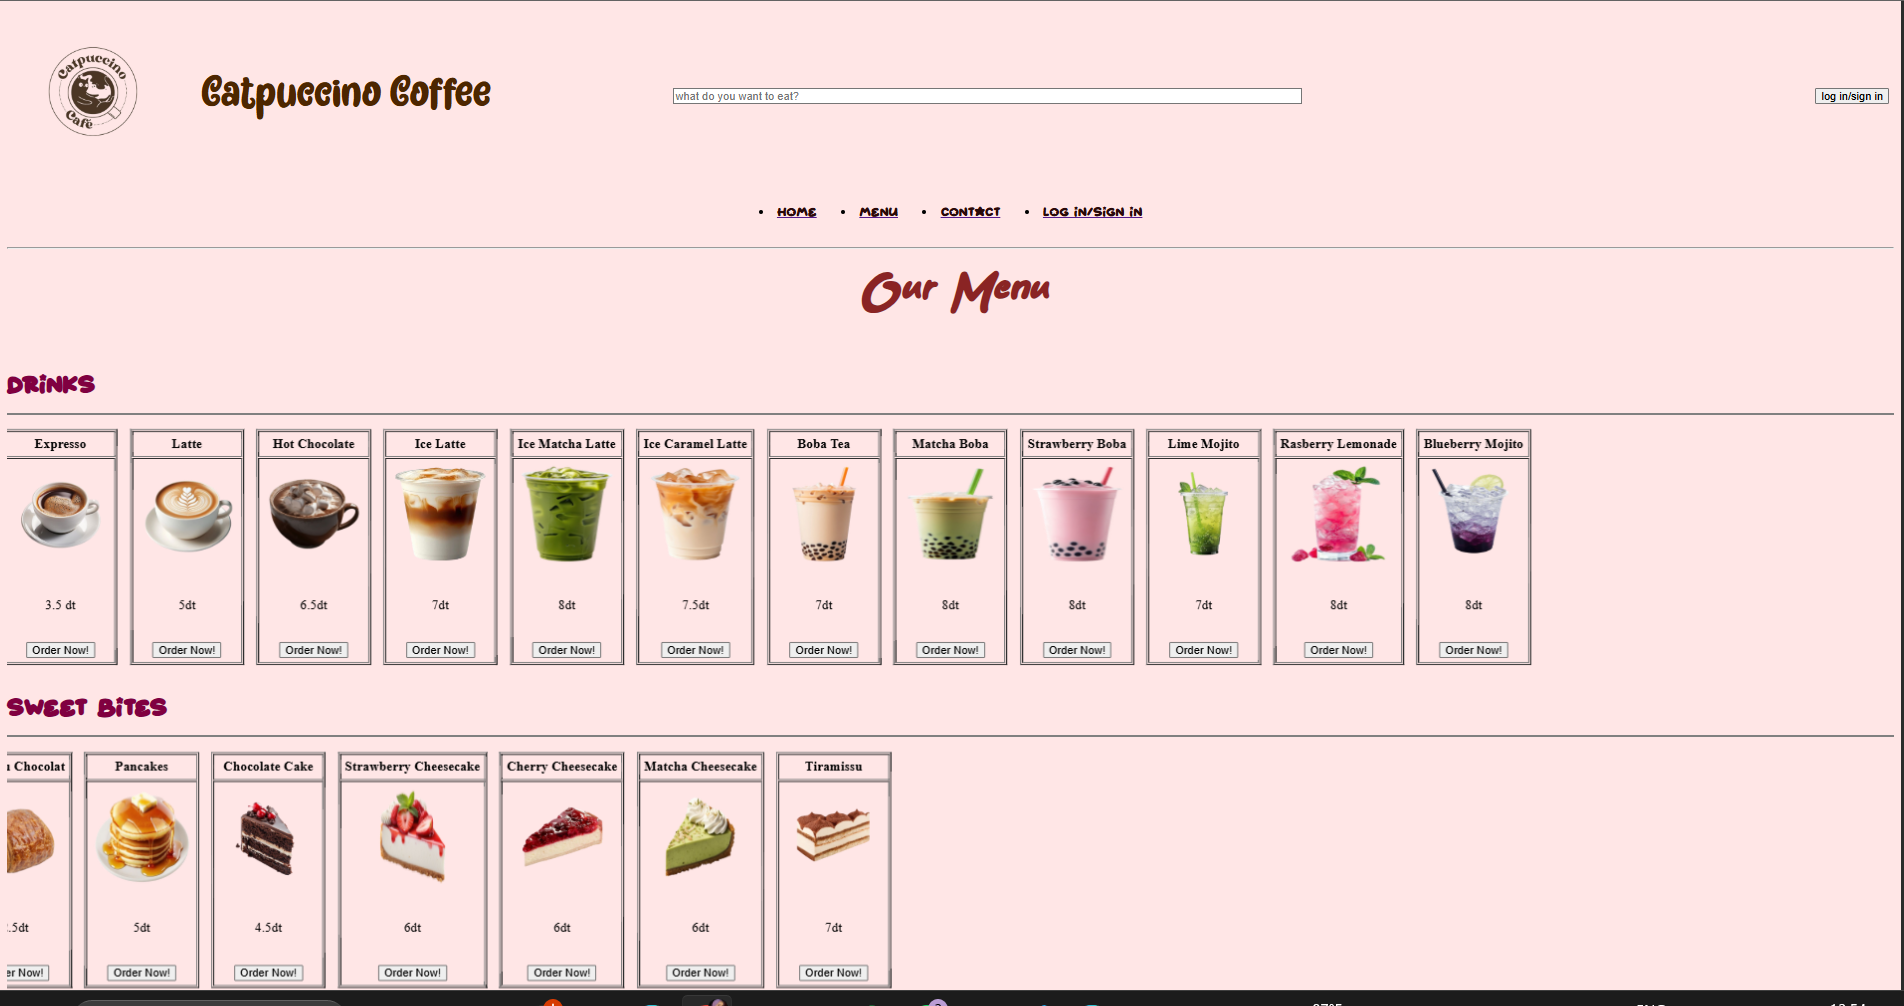 Catpuccino
Café
Catpuccino Coffee
what do you want to eat?
log in/sign in
HOME
MENU
CONTACT
LOG iN/SiGN iN
Our Menu
DRiNKS
Expresso Latte Hot Chocolate Ice Latte Ice Matcha Latte Ice Caramel Latte Boba Tea Matcha Boba Strawberry Boba Lime Mojito Rasberry Lemonade Blueberry Mojito
3.5 dt 5dt 6.5dt 7dt 8dt 7.5dt 7dt 8dt 8dt 7dt 8dt 8dt
Order Now! Order Now! Order Now! Order Now! Order Now! Order Now! Order Now! Order Now! Order Now! Order Now! Order Now! Order Now!
SWEET BiTES
Chocolat Pancakes Chocolate Cake Strawberry Cheesecake Cherry Cheesecake Matcha Cheesecake Tiramissu
.5dt 5dt 4.5dt 6dt 6dt 6dt 7dt
er Now! Order Now! Order Now! Order Now! Order Now! Order Now! Order Now!